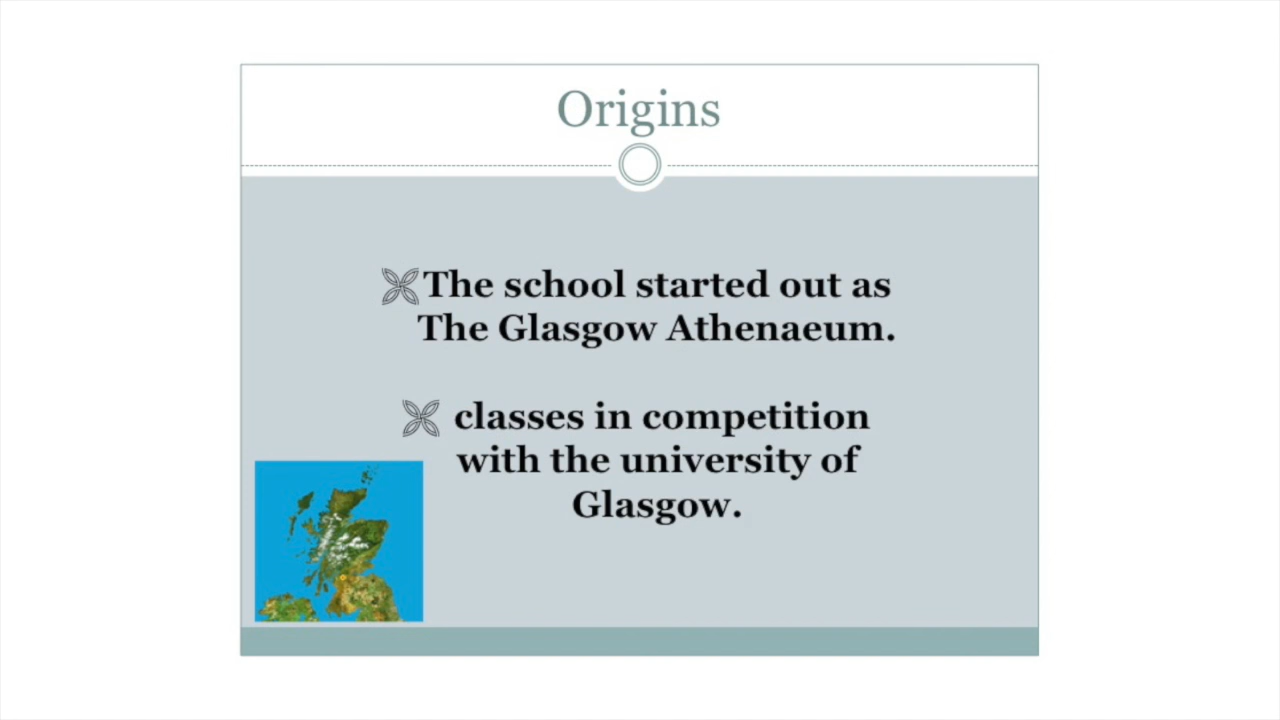 Origins
The school started out as
The Glasgow Athenaeum.
classes in competition
with the university of
Glasgow.